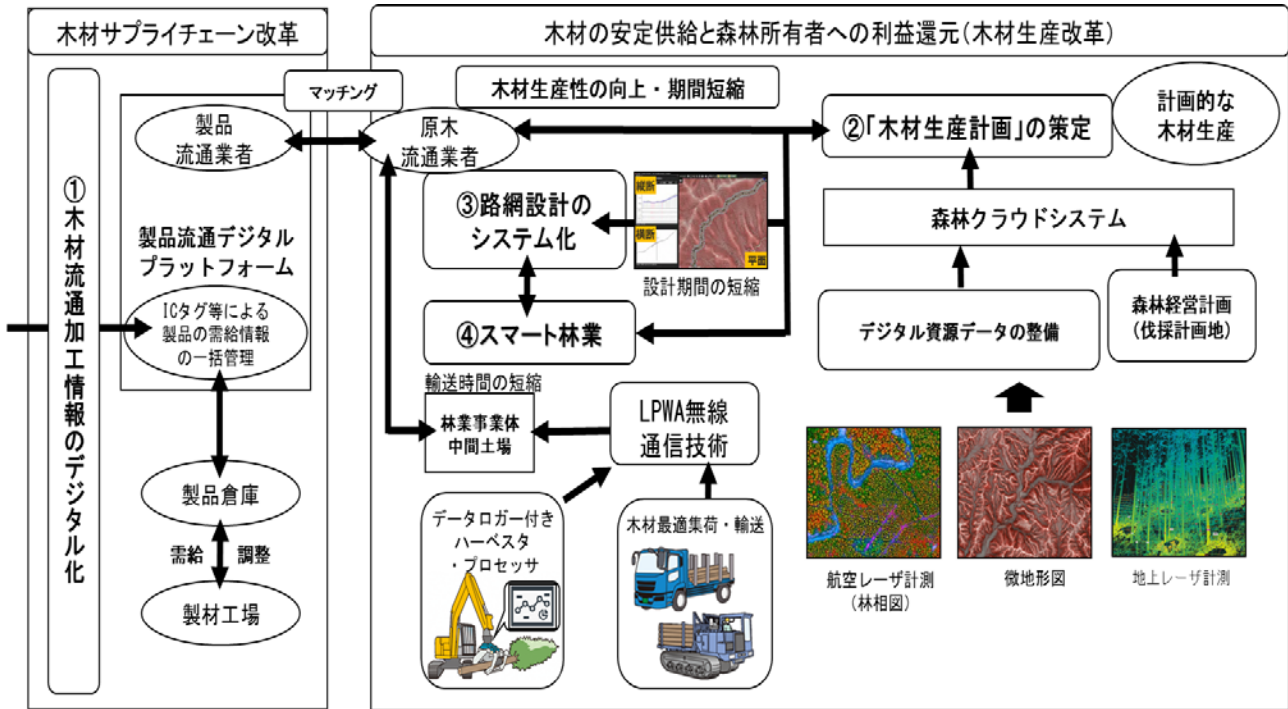 木材サプライチェーン改革
①木材流通加工情報のデジタル化
マッチング
製品
流通業者
製品流通デジタル
プラットフォーム
ICタグ等による
製品の需給情報
の一括管理
製品倉庫
需給 調整
製材工場
木材の安定供給と森林所有者への利益還元(木材生産改革)
木材生産性の向上・期間短縮
原木
流通業者
②「木材生産計画」の策定
計画的な
木材生産
③路網設計の
システム化
縦断
横断
平面
設計期間の短縮
④スマート林業
森林クラウドシステム
デジタル資源データの整備
森林経営計画
(伐採計画地)
輸送時間の短縮
林業事業体
中間土場
LPWA無線
通信技術
データロガー付き
ハーベスタ
・プロセッサ
木材最適集荷・輸送
航空レーザ計測
(林相図)
微地形図
地上レーザ計測